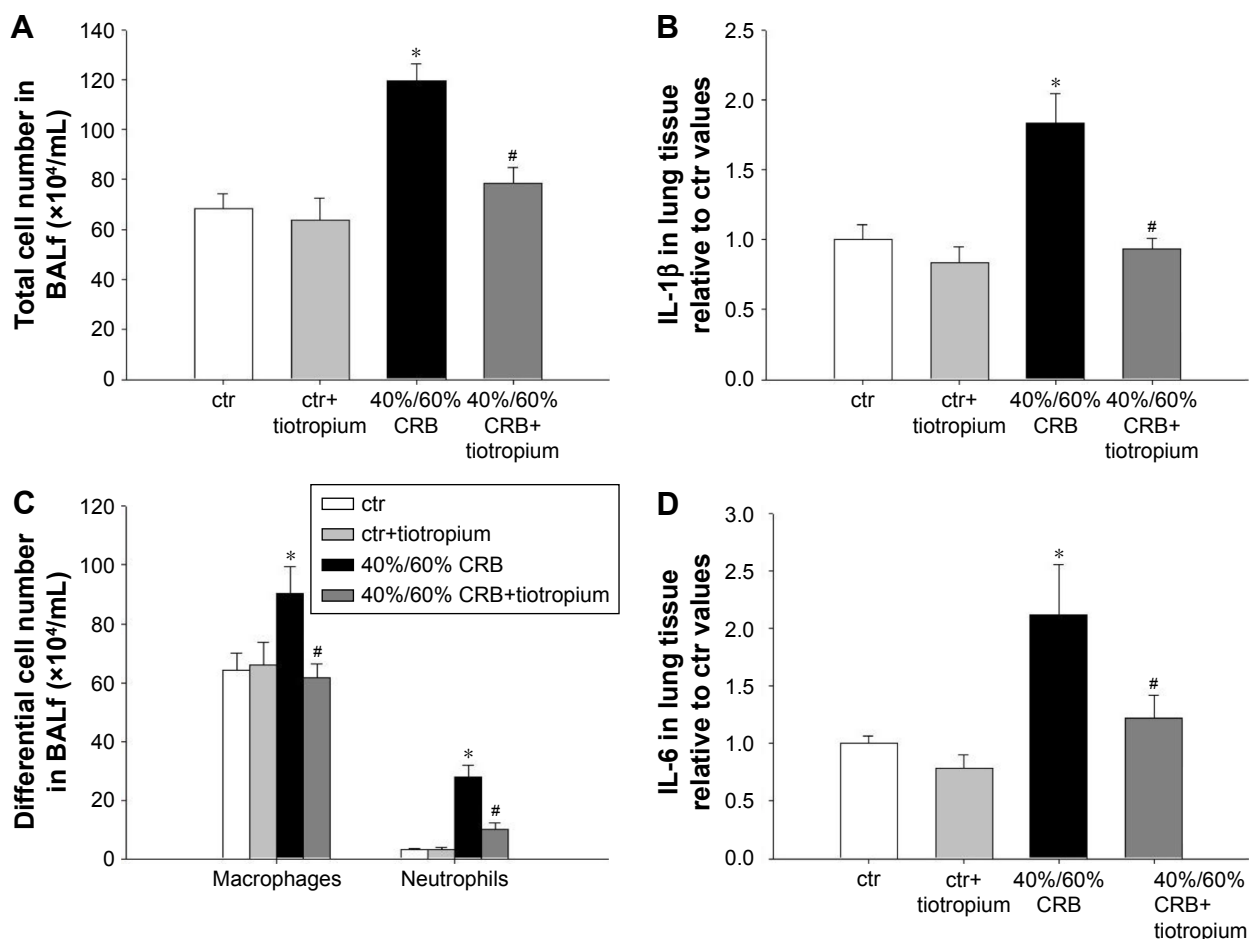 A
Total cell number in
BALf (×10⁴/mL)
140
120
100
80
60
40
20
0
*
#
ctr
ctr+
tiotropium
40%/60%
CRB
40%/60%
CRB+
tiotropium
B
IL-1β in lung tissue
relative to ctr values
2.5
2.0
1.5
1.0
0.5
0.0
*
#
ctr
ctr+
tiotropium
40%/60%
CRB
40%/60%
CRB+
tiotropium
C
Differential cell number
in BALf (×10⁴/mL)
120
100
80
60
40
20
0
ctr
ctr+tiotropium
40%/60% CRB
40%/60% CRB+tiotropium
*
#
*
#
Macrophages
Neutrophils
D
IL-6 in lung tissue
relative to ctr values
3.0
2.5
2.0
1.5
1.0
0.5
0.0
*
#
ctr
ctr+
tiotropium
40%/60%
CRB
40%/60%
CRB+
tiotropium